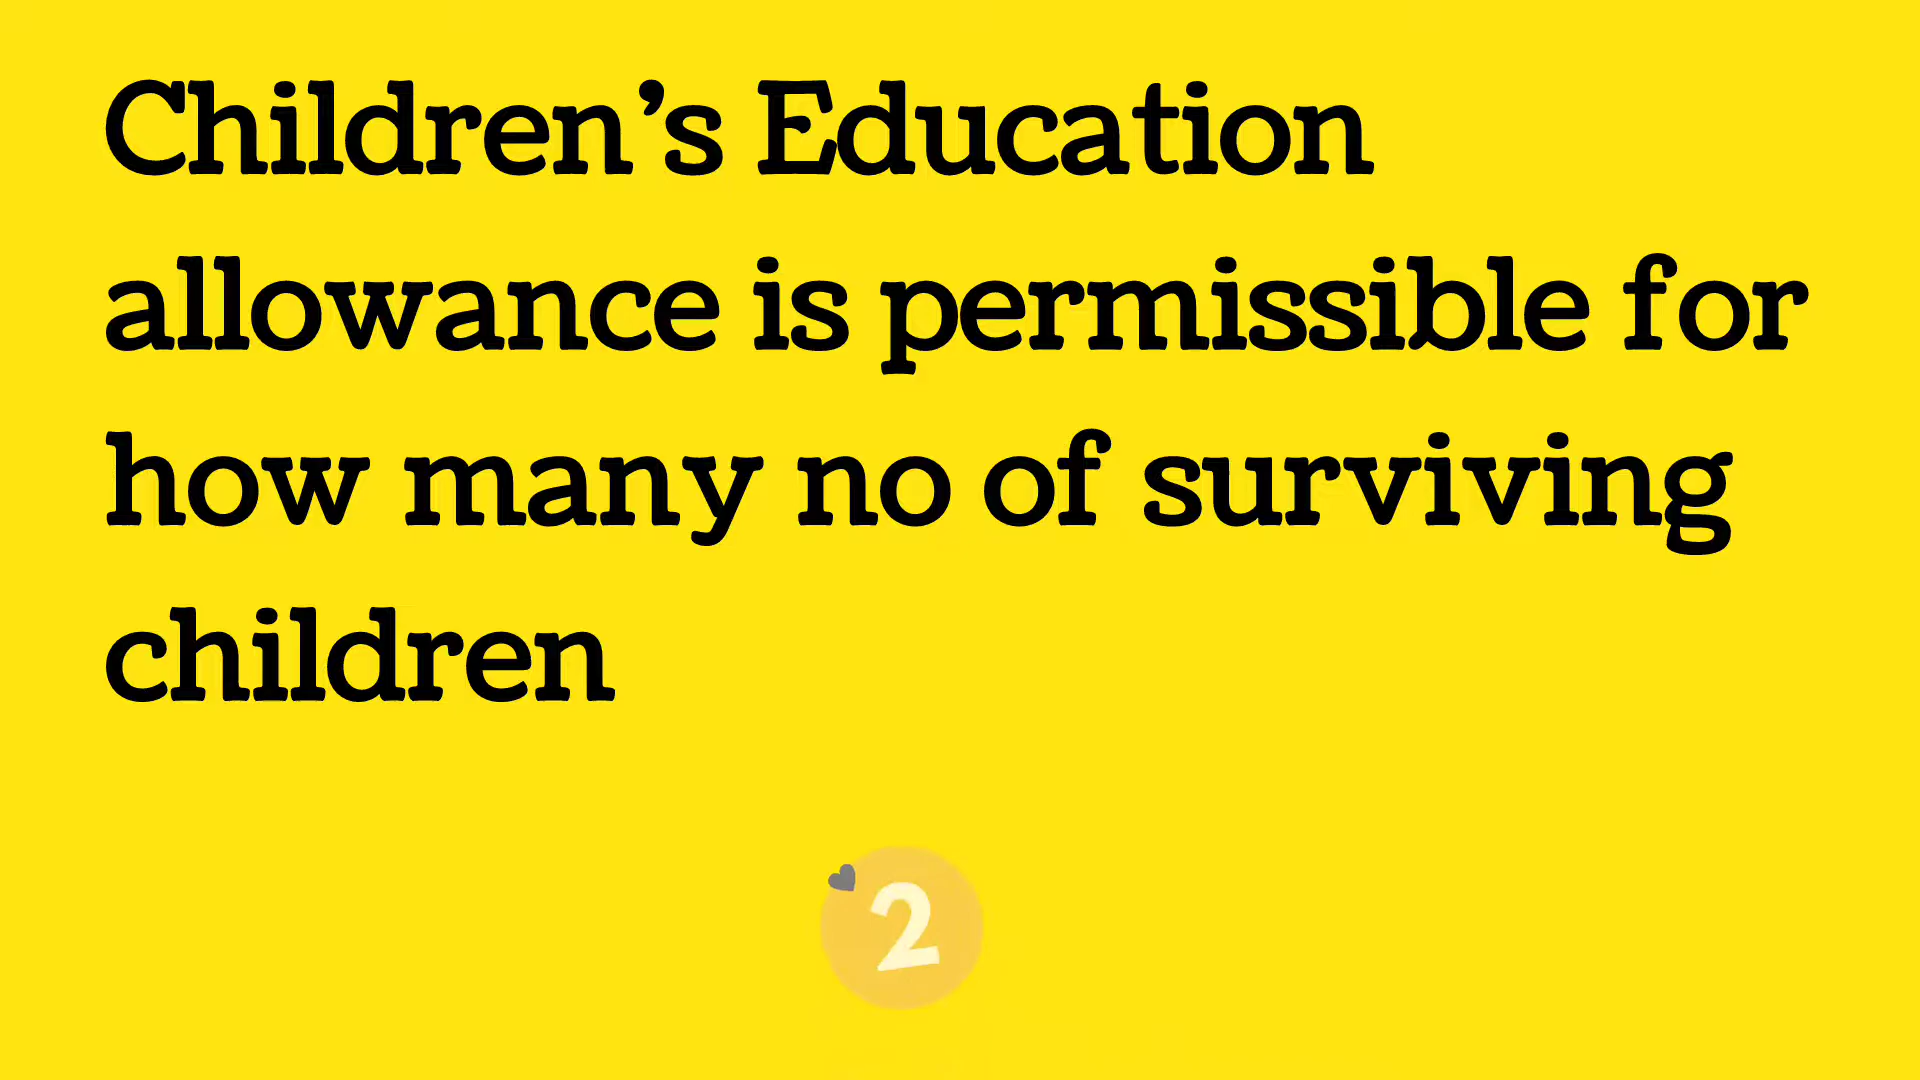 Children’s Education
allowance is permissible for
how many no of surviving
children
2